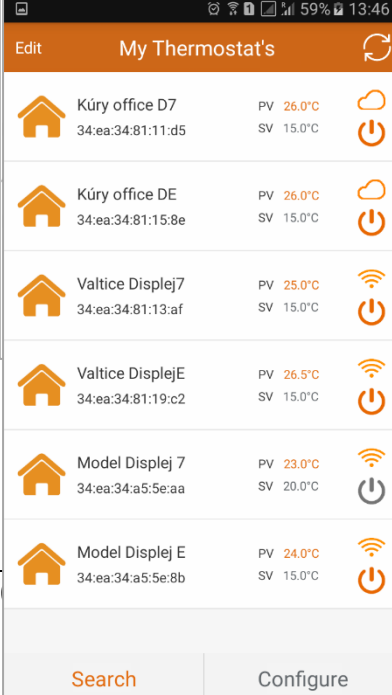 59% 13:46
Edit My Thermostat's
Kúry office D7 PV 26.0°C
34:ea:34:81:11:d5 SV 15.0°C
Kúry office DE PV 26.0°C
34:ea:34:81:15:8e SV 15.0°C
Valtice Displej7 PV 25.0°C
34:ea:34:81:13:af SV 15.0°C
Valtice DisplejE PV 26.5°C
34:ea:34:81:19:c2 SV 15.0°C
Model Displej 7 PV 23.0°C
34:ea:34:a5:5e:aa SV 20.0°C
Model Displej E PV 24.0°C
34:ea:34:a5:5e:8b SV 15.0°C
Search Configure